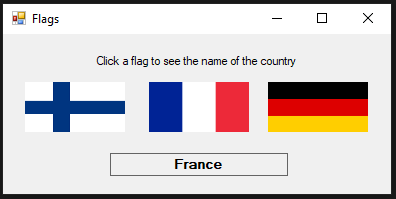 Flags
Click a flag to see the name of the country
France